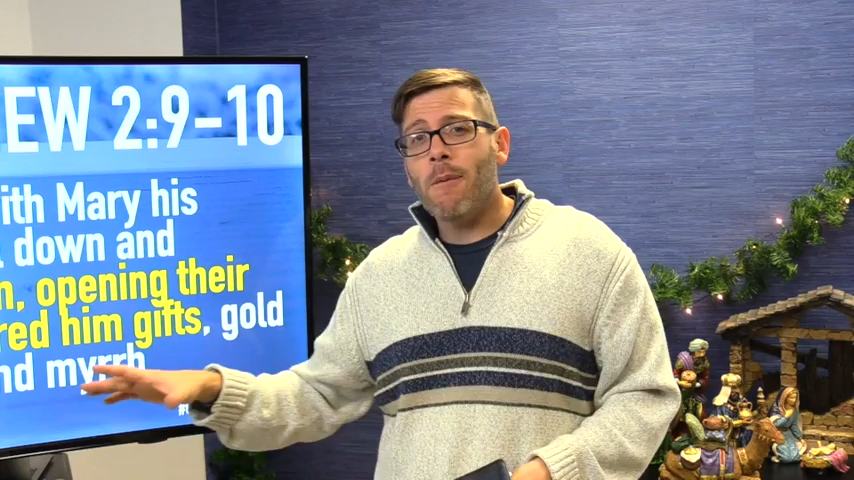 EW 2:9-10
ith Mary his
down and
n, opening their
red him gifts, gold
nd myrrh